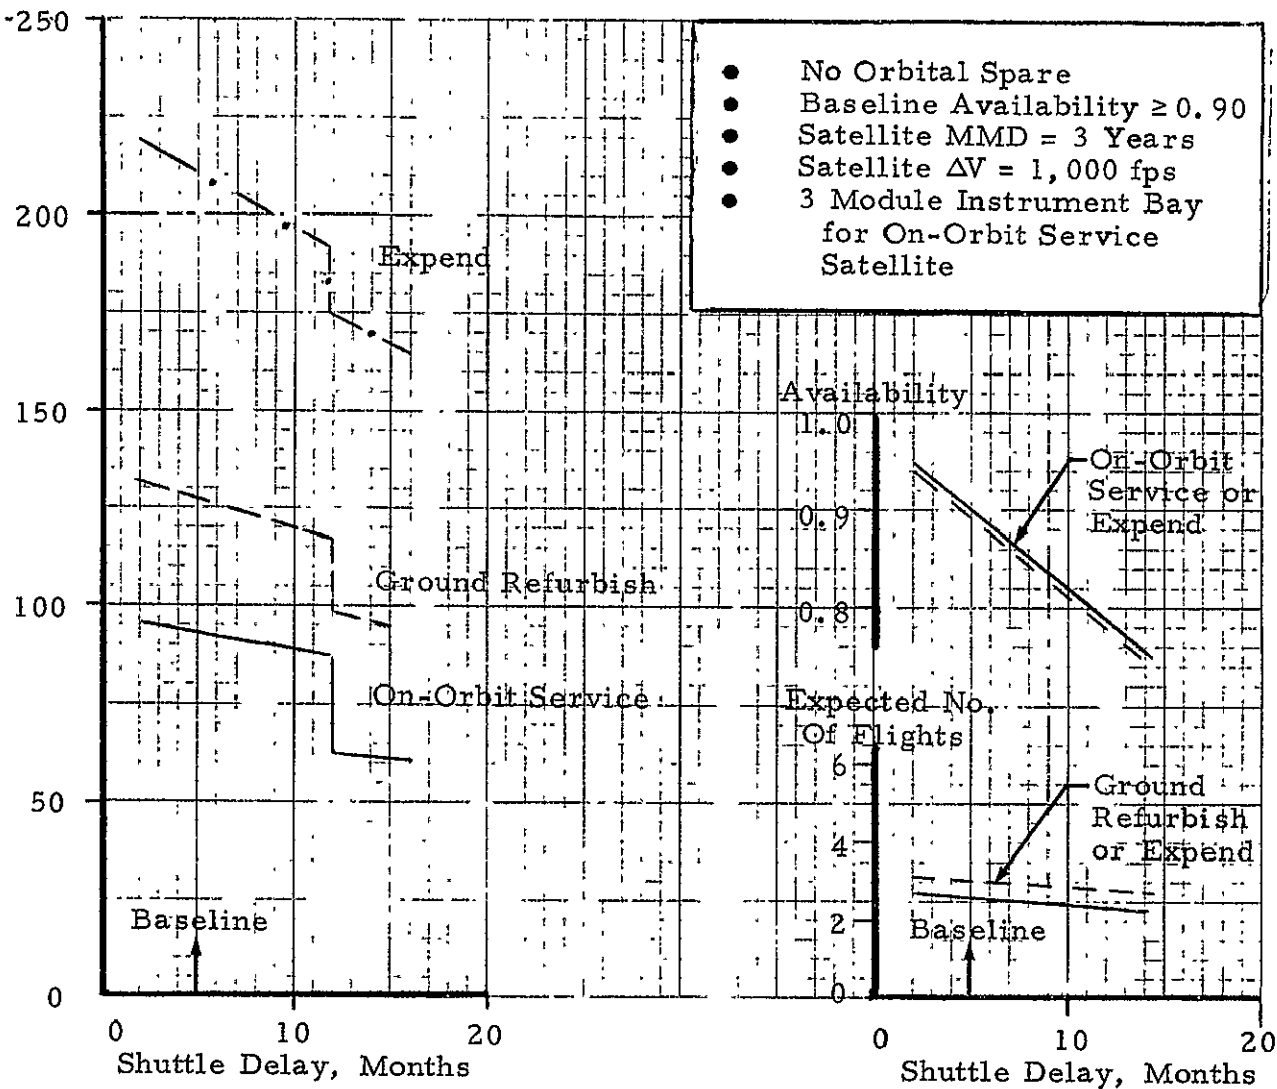 250
200
150
100
50
0
Expend
Ground Refurbish
On-Orbit Service
Baseline
0 10 20
Shuttle Delay, Months
• No Orbital Spare
• Baseline Availability ≥ 0.90
• Satellite MMD = 3 Years
• Satellite ΔV = 1,000 fps
• 3 Module Instrument Bay
for On-Orbit Service
Satellite
Availability
1.0
0.9
0.8
On-Orbit
Service or
Expend
Expected No.
Of Flights
6
4
2
0
Ground
Refurbish
or Expend
Baseline
0 10 20
Shuttle Delay, Months